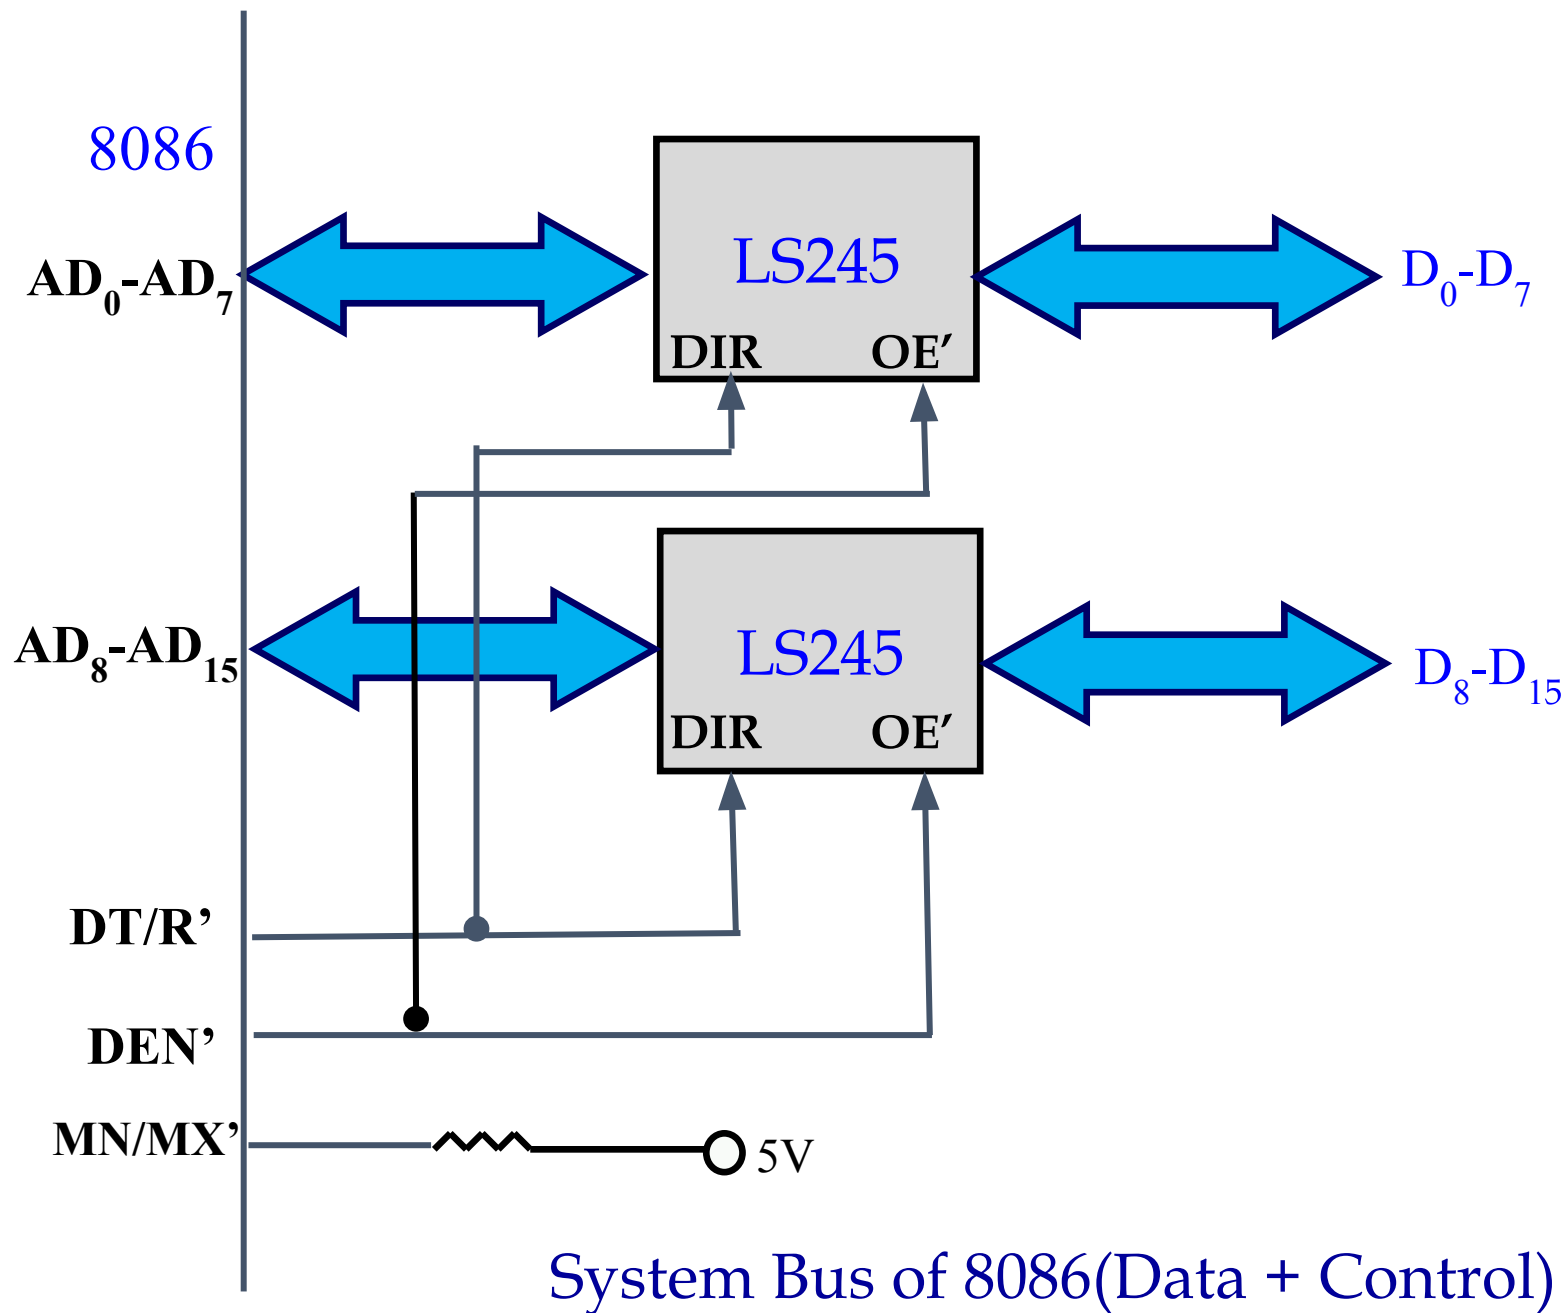 8086
AD₀-AD₇
LS245
DIR OE′
D₀-D₇
AD₈-AD₁₅
LS245
DIR OE′
D₈-D₁₅
DT/R’
DEN’
MN/MX’
5V
System Bus of 8086(Data + Control)